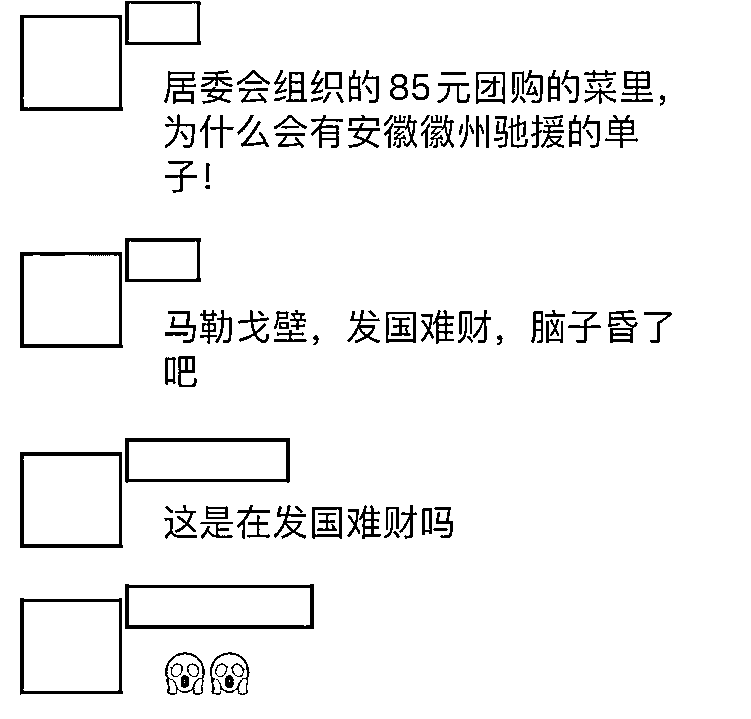 居委会组织的85元团购的菜里，
为什么会有安徽徽州驰援的单
子！
马勒戈壁，发国难财，脑子昏了
吧
这是在发国难财吗
😱😱